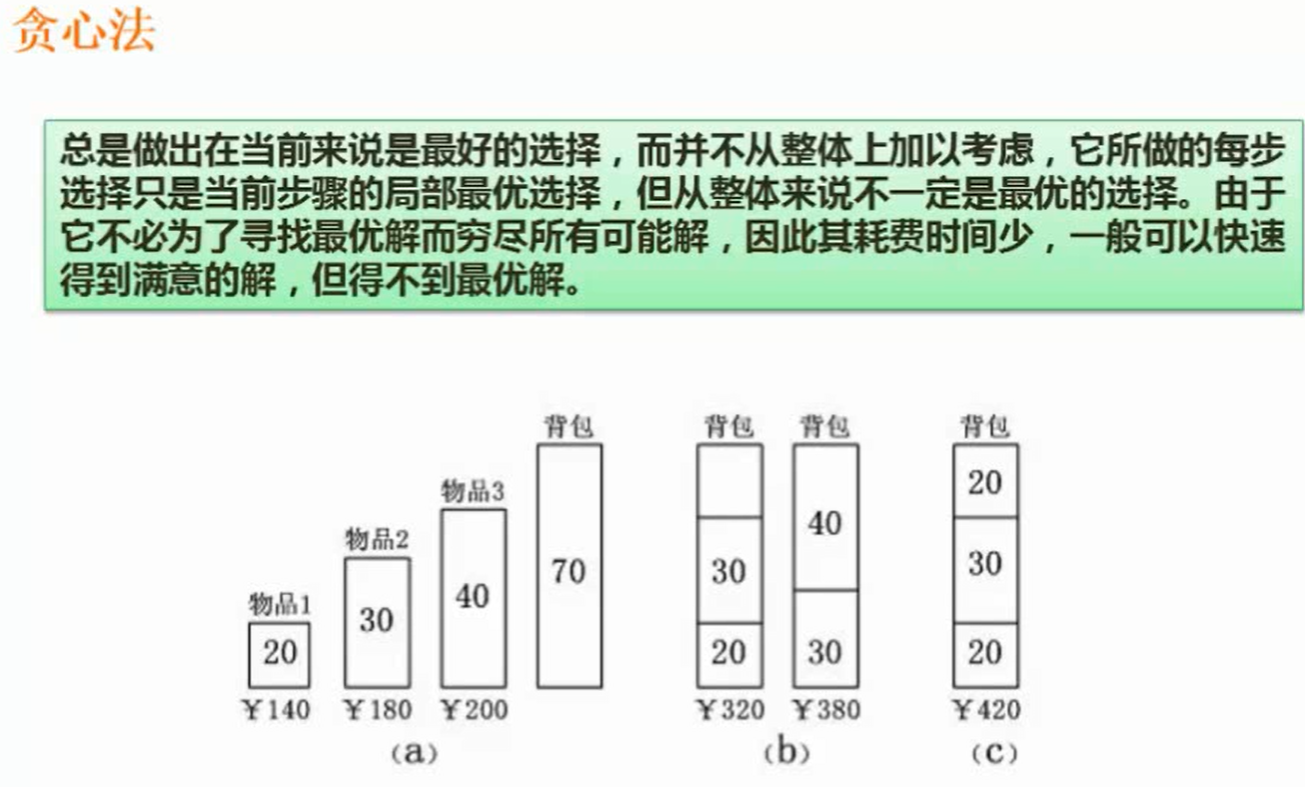 贪心法
总是做出在当前来说是最好的选择，而并不从整体上加以考虑，它所做的每步
选择只是当前步骤的局部最优选择，但从整体来说不一定是最优的选择。由于
它不必为了寻找最优解而穷尽所有可能解，因此其耗费时间少，一般可以快速
得到满意的解，但得不到最优解。
背包 背包 背包 背包
物品3
物品2
物品1
20
30
40
70
30
20
40
30
20
30
20
￥140 ￥180 ￥200 ￥320 ￥380 ￥420
(a) (b) (c)